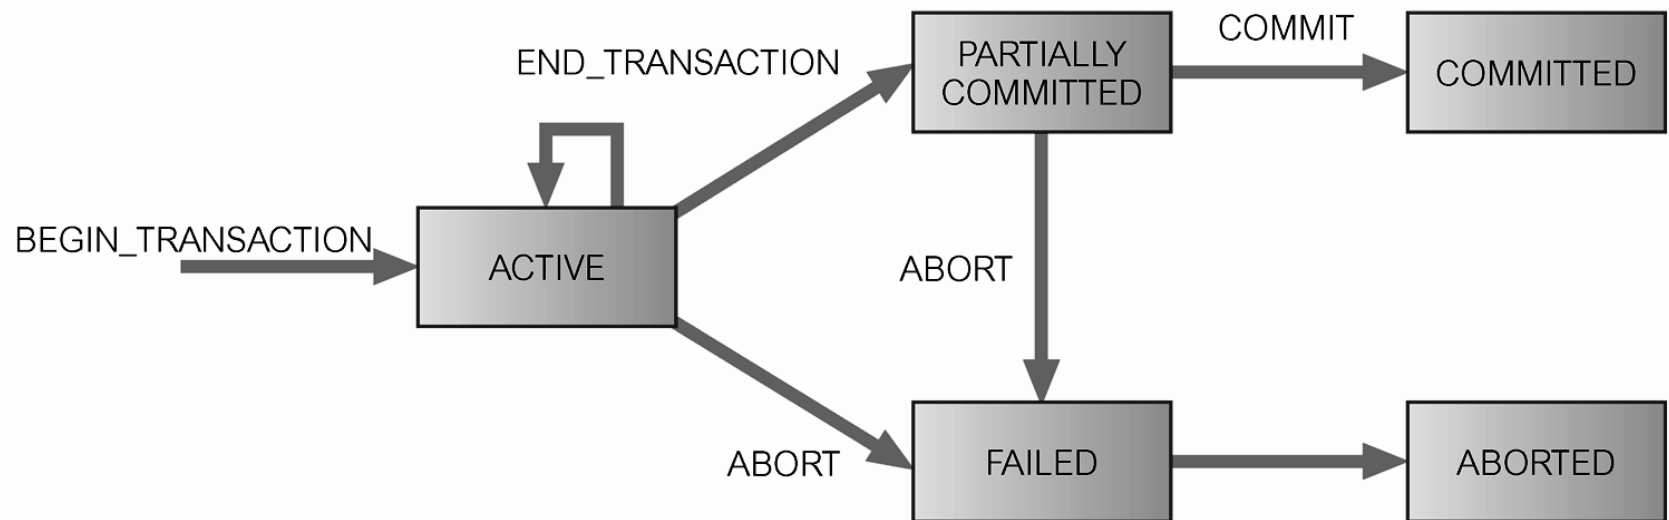 END_TRANSACTION
PARTIALLY
COMMITTED
COMMIT
COMMITTED
BEGIN_TRANSACTION
ACTIVE
ABORT
ABORT
FAILED
ABORTED